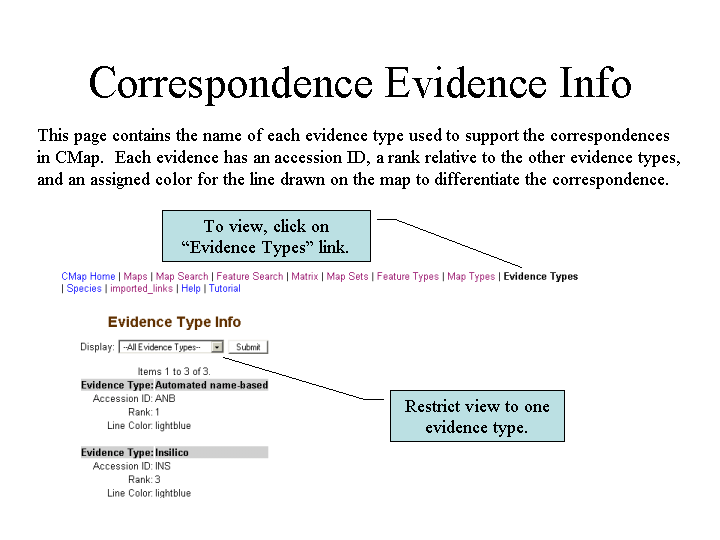 Correspondence Evidence Info
This page contains the name of each evidence type used to support the correspondences
in CMap.  Each evidence has an accession ID, a rank relative to the other evidence types,
and an assigned color for the line drawn on the map to differentiate the correspondence.
To view, click on
“Evidence Types” link.
CMap Home | Maps | Map Search | Feature Search | Matrix | Map Sets | Feature Types | Map Types | Evidence Types
| Species | imported_links | Help | Tutorial
Evidence Type Info
Display: --All Evidence Types-- Submit
Items 1 to 3 of 3.
Evidence Type: Automated name-based
Accession ID: ANB
Rank: 1
Line Color: lightblue
Restrict view to one
evidence type.
Evidence Type: Insilico
Accession ID: INS
Rank: 3
Line Color: lightblue